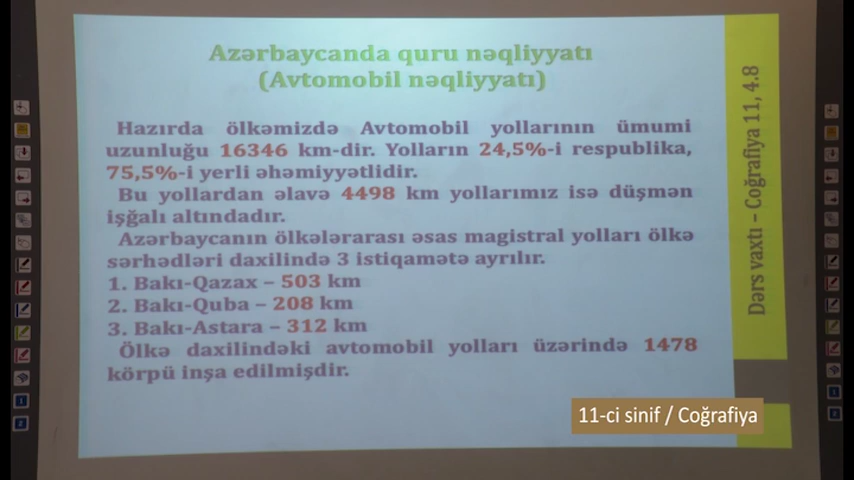 Azərbaycanda quru nəqliyyatı
(Avtomobil nəqliyyatı)
Hazırda ölkəmizdə Avtomobil yollarının ümumi
uzunluğu 16346 km-dir. Yolların 24,5%-i respublika,
75,5%-i yerli əhəmiyyətlidir.
Bu yollardan əlavə 4498 km yollarımız isə düşmən
işğalı altındadır.
Azərbaycanın ölkələrarası əsas magistral yolları ölkə
sərhədləri daxilində 3 istiqamətə ayrılır.
1. Bakı-Qazax – 503 km
2. Bakı-Quba – 208 km
3. Bakı-Astara – 312 km
Ölkə daxilindəki avtomobil yolları üzərində 1478
körpü inşa edilmişdir.
Dərs vaxtı – Coğrafiya 11, 4.8
11-ci sinif / Coğrafiya
1
2
1
2